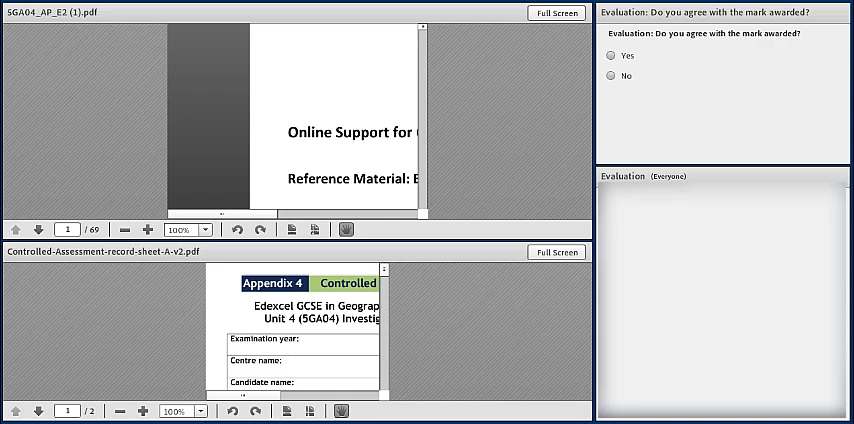 5GA04_AP_E2 (1).pdf
Full Screen
Online Support for
Reference Material:
1 / 69
100%
Controlled-Assessment-record-sheet-A-v2.pdf
Full Screen
Appendix 4 Controlled
Edexcel GCSE in Geograp
Unit 4 (5GA04) Investig
Examination year:
Centre name:
Candidate name:
1 / 2
100%
Evaluation: Do you agree with the mark awarded?
Evaluation: Do you agree with the mark awarded?
Yes
No
Evaluation (Everyone)